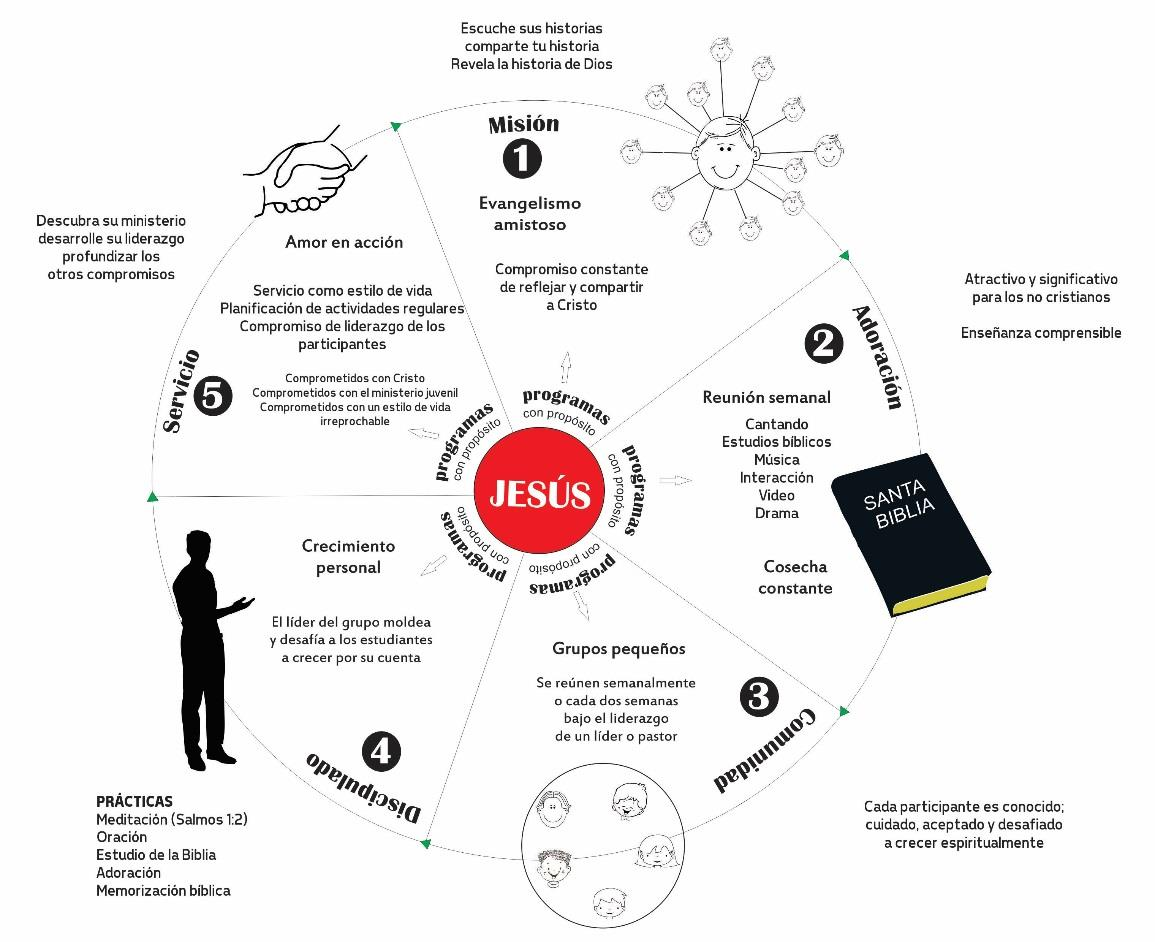 Escuche sus historias
comparte tu historia
Revela la historia de Dios
Misión
1
Evangelismo
amistoso
Compromiso constante
de reflejar y compartir
a Cristo
programas
con propósito
Atractivo y significativo
para los no cristianos
Enseñanza comprensible
Adoración
2
Reunión semanal
Cantando
Estudios bíblicos
Música
Interacción
Video
Drama
Cosecha
constante
SANTA
BIBLIA
programas
con propósito
JESÚS
Comunidad
3
Grupos pequeños
Se reúnen semanalmente
o cada dos semanas
bajo el liderazgo
de un líder o pastor
Cada participante es conocido;
cuidado, aceptado y desafiado
a crecer espiritualmente
programas
con propósito
Discipulado
4
Crecimiento
personal
El líder del grupo moldea
y desafía a los estudiantes
a crecer por su cuenta
PRÁCTICAS
Meditación (Salmos 1:2)
Oración
Estudio de la Biblia
Adoración
Memorización bíblica
programas
con propósito
Servicio
5
Descubra su ministerio
desarrolle su liderazgo
profundizar los
otros compromisos
Amor en acción
Servicio como estilo de vida
Planificación de actividades regulares
Compromiso de liderazgo de los
participantes
Comprometidos con Cristo
Comprometidos con el ministerio juvenil
Comprometidos con un estilo de vida
irreprochable
programas
con propósito